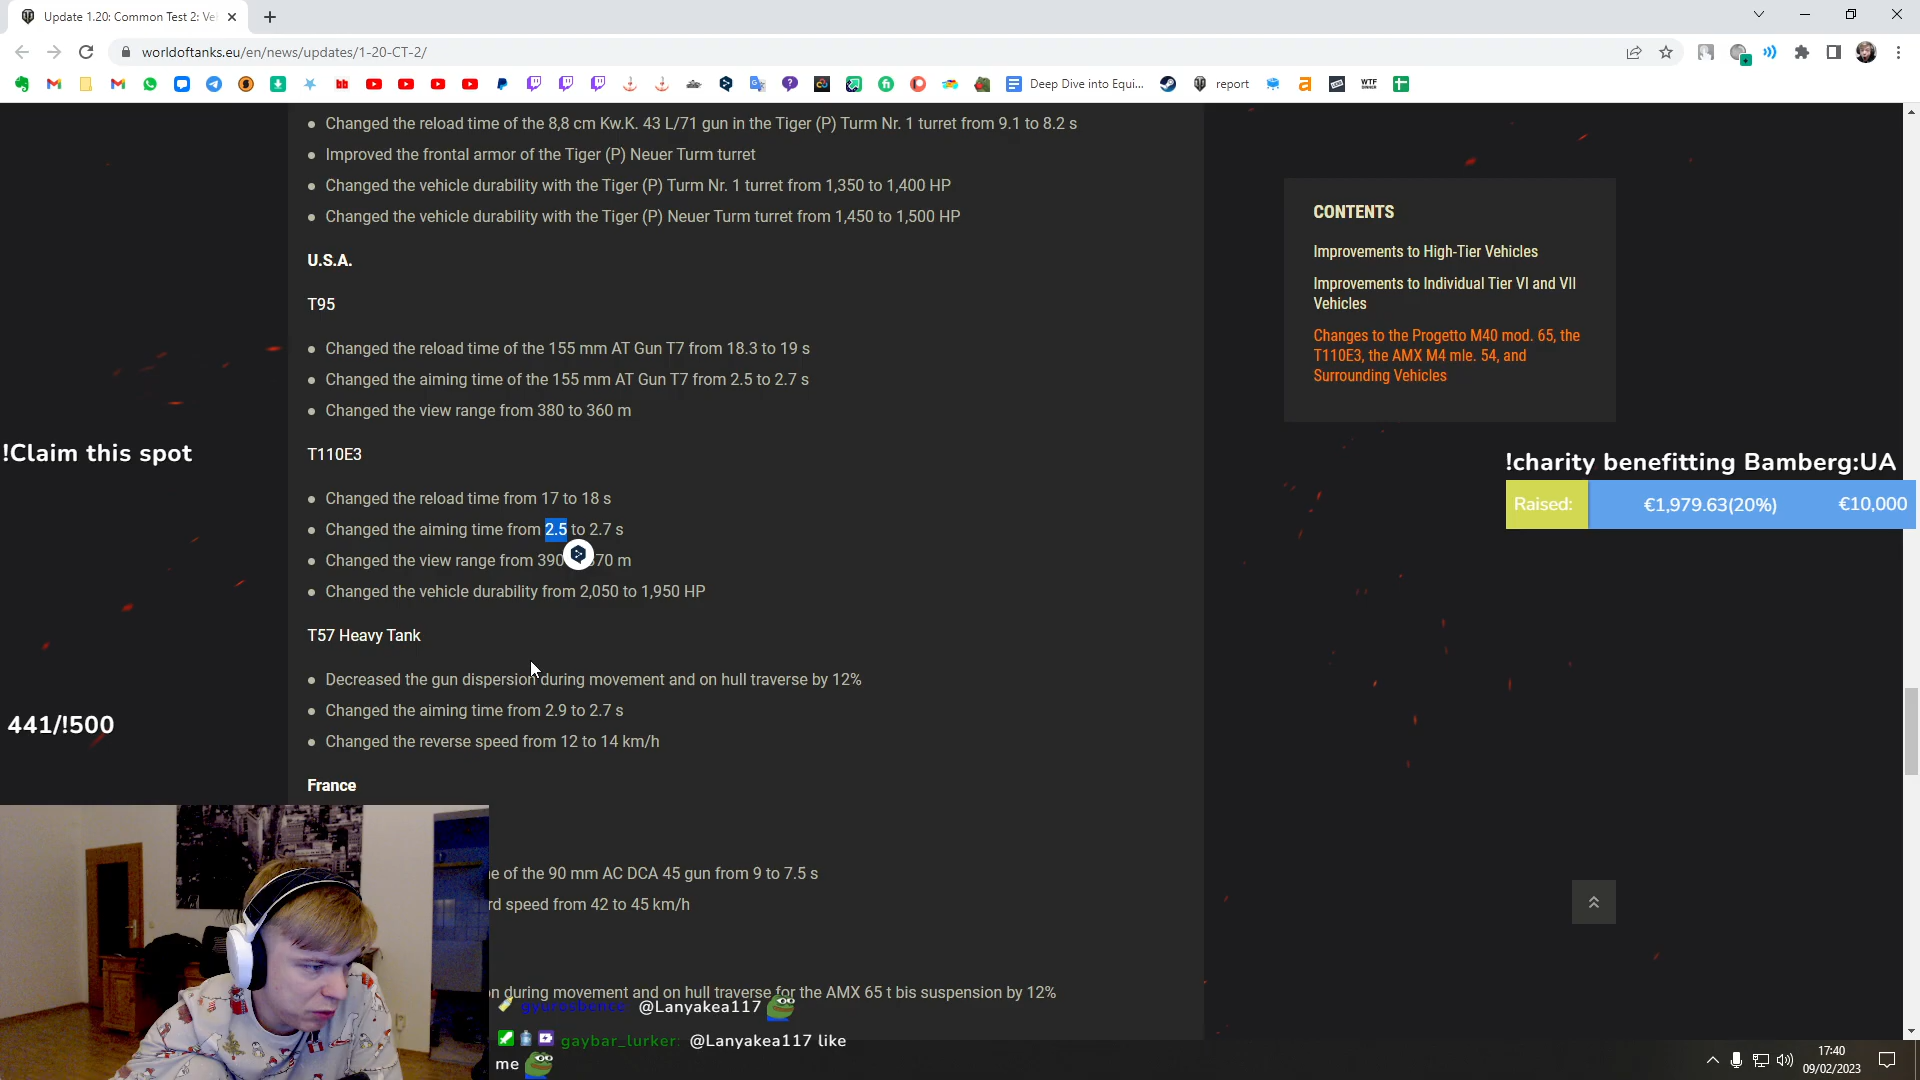 Update 1.20: Common Test 2: Ve
worldoftanks.eu/en/news/updates/1-20-CT-2/
Deep Dive into Equi...
report
WTF
Changed the reload time of the 8,8 cm Kw.K. 43 L/71 gun in the Tiger (P) Turm Nr. 1 turret from 9.1 to 8.2 s
Improved the frontal armor of the Tiger (P) Neuer Turm turret
Changed the vehicle durability with the Tiger (P) Turm Nr. 1 turret from 1,350 to 1,400 HP
Changed the vehicle durability with the Tiger (P) Neuer Turm turret from 1,450 to 1,500 HP
U.S.A.
T95
Changed the reload time of the 155 mm AT Gun T7 from 18.3 to 19 s
Changed the aiming time of the 155 mm AT Gun T7 from 2.5 to 2.7 s
Changed the view range from 380 to 360 m
T110E3
Changed the reload time from 17 to 18 s
Changed the aiming time from 2.5 to 2.7 s
Changed the view range from 390 70 m
Changed the vehicle durability from 2,050 to 1,950 HP
T57 Heavy Tank
Decreased the gun dispersion during movement and on hull traverse by 12%
Changed the aiming time from 2.9 to 2.7 s
Changed the reverse speed from 12 to 14 km/h
France
e of the 90 mm AC DCA 45 gun from 9 to 7.5 s
rd speed from 42 to 45 km/h
n during movement and on hull traverse for the AMX 65 t bis suspension by 12%
CONTENTS
Improvements to High-Tier Vehicles
Improvements to Individual Tier VI and VII
Vehicles
Changes to the Progetto M40 mod. 65, the
T110E3, the AMX M4 mle. 54, and
Surrounding Vehicles
!Claim this spot
441/!500
!charity benefitting Bamberg:UA
Raised: €1,979.63(20%) €10,000
@Lanyakea117
gaybar_lurker: @Lanyakea117 like
me
17:40
09/02/2023